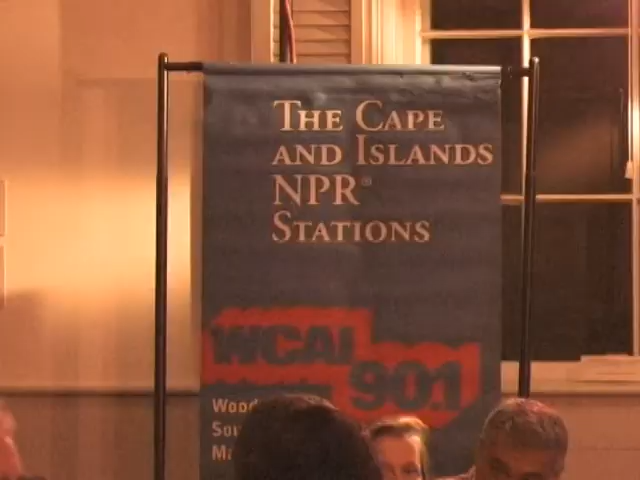 THE CAPE
AND ISLANDS
NPR®
STATIONS
WCAI
90.1